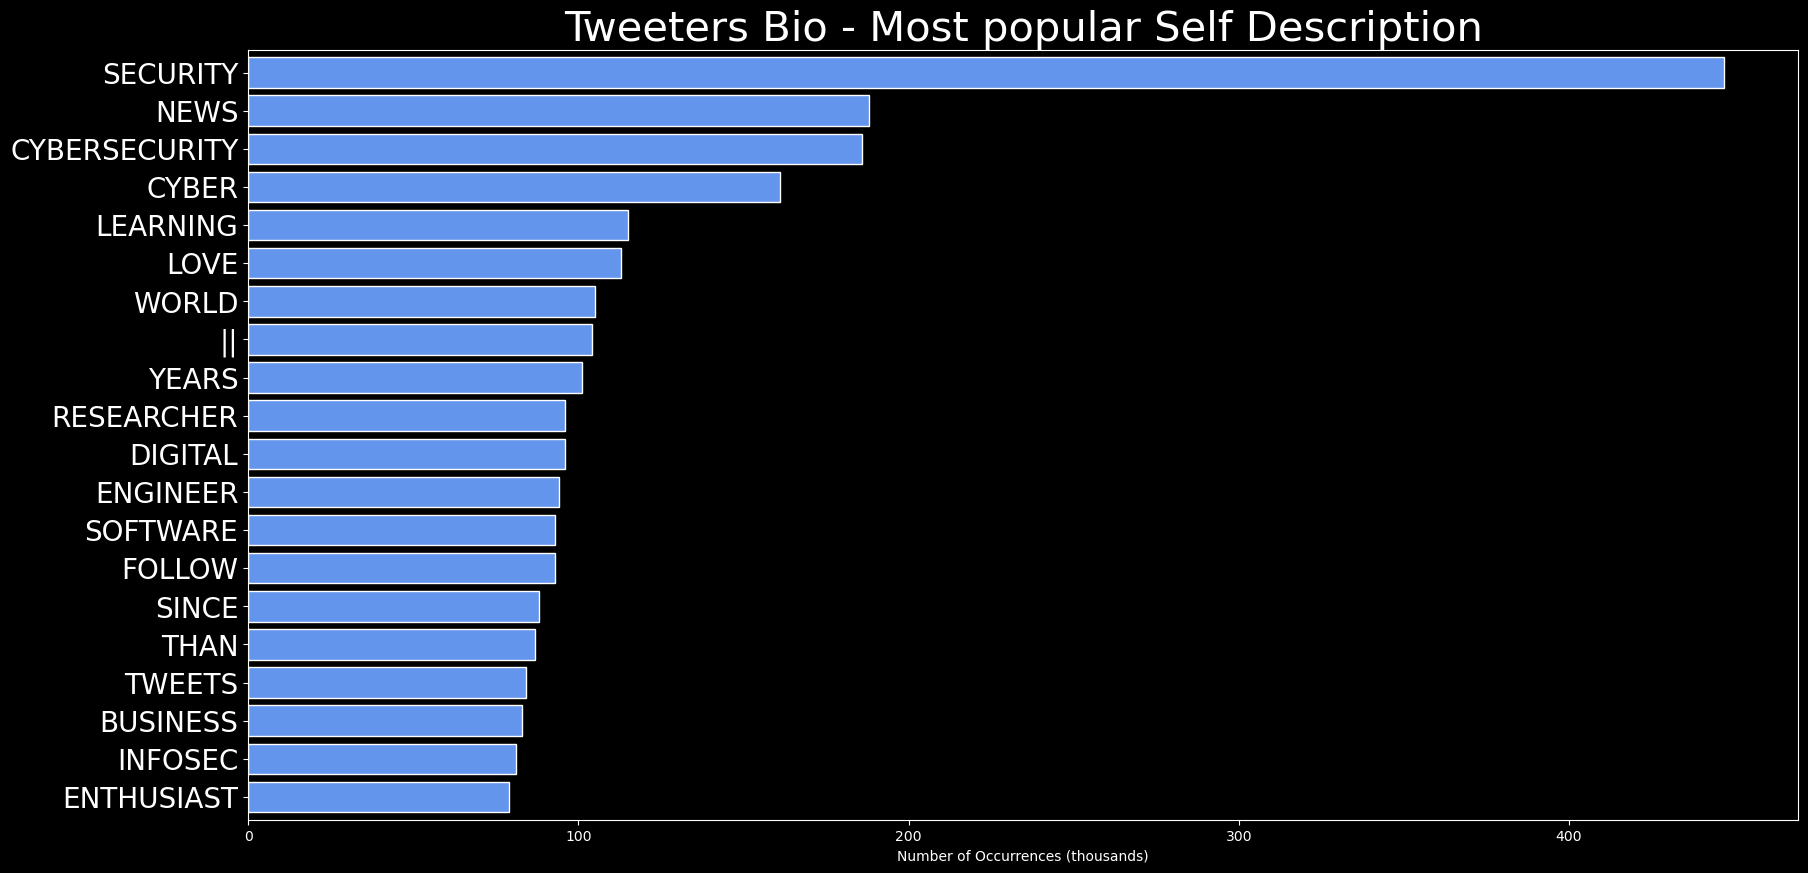 Tweeters Bio - Most popular Self Description
SECURITY
NEWS
CYBERSECURITY
CYBER
LEARNING
LOVE
WORLD
||
YEARS
RESEARCHER
DIGITAL
ENGINEER
SOFTWARE
FOLLOW
SINCE
THAN
TWEETS
BUSINESS
INFOSEC
ENTHUSIAST
0 100 200 300 400
Number of Occurrences (thousands)